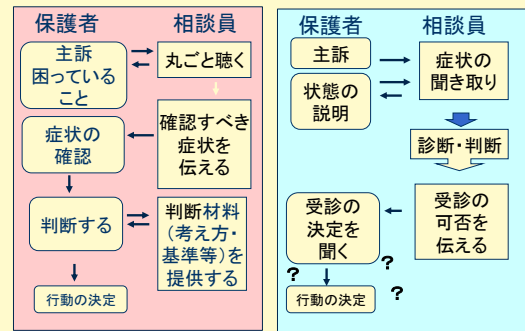 保護者
相談員
主訴
困っている
こと
丸ごと聴く
確認すべき
症状を
伝える
症状の
確認
判断する
判断材料
(考え方・
基準等)を
提供する
行動の決定
保護者
相談員
主訴
状態の
説明
症状の
聞き取り
診断・判断
受診の
可否を
伝える
受診の
決定を
聞く
?
?
行動の決定
?